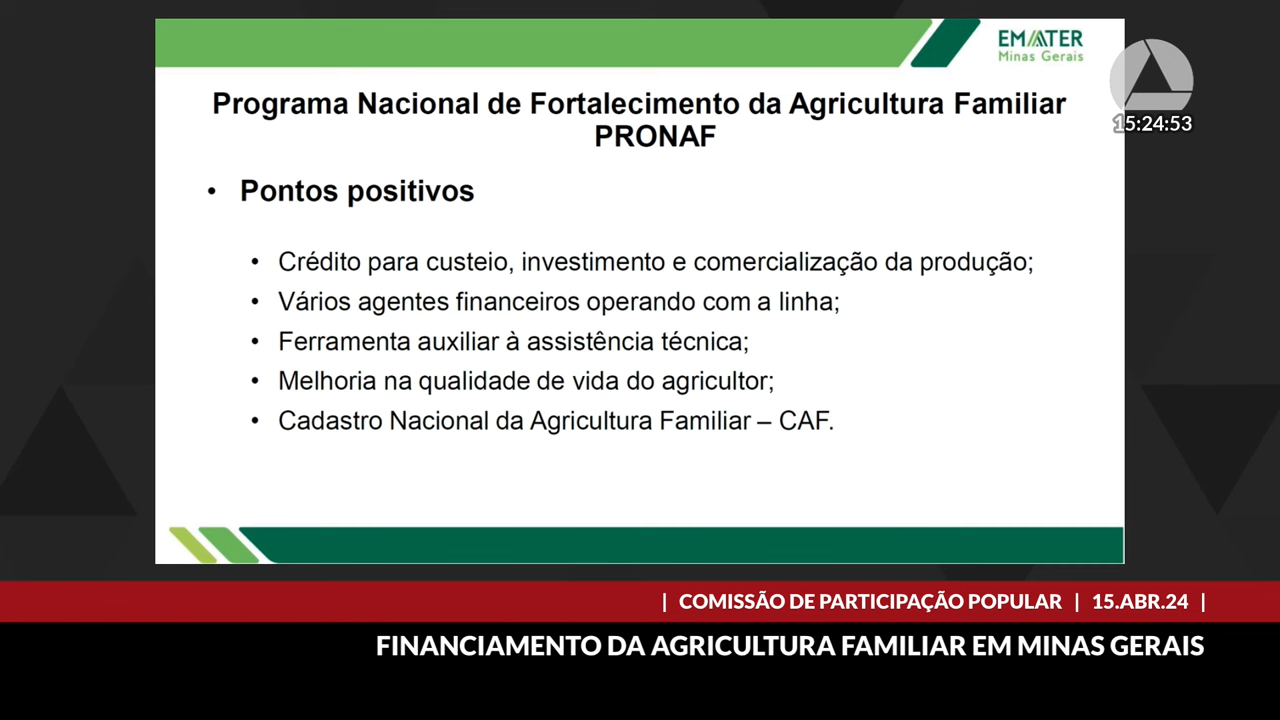 EMATER
Minas Gerais
15:24:53
Programa Nacional de Fortalecimento da Agricultura Familiar
PRONAF
• Pontos positivos
• Crédito para custeio, investimento e comercialização da produção;
• Vários agentes financeiros operando com a linha;
• Ferramenta auxiliar à assistência técnica;
• Melhoria na qualidade de vida do agricultor;
• Cadastro Nacional da Agricultura Familiar – CAF.
| COMISSÃO DE PARTICIPAÇÃO POPULAR | 15.ABR.24 |
FINANCIAMENTO DA AGRICULTURA FAMILIAR EM MINAS GERAIS